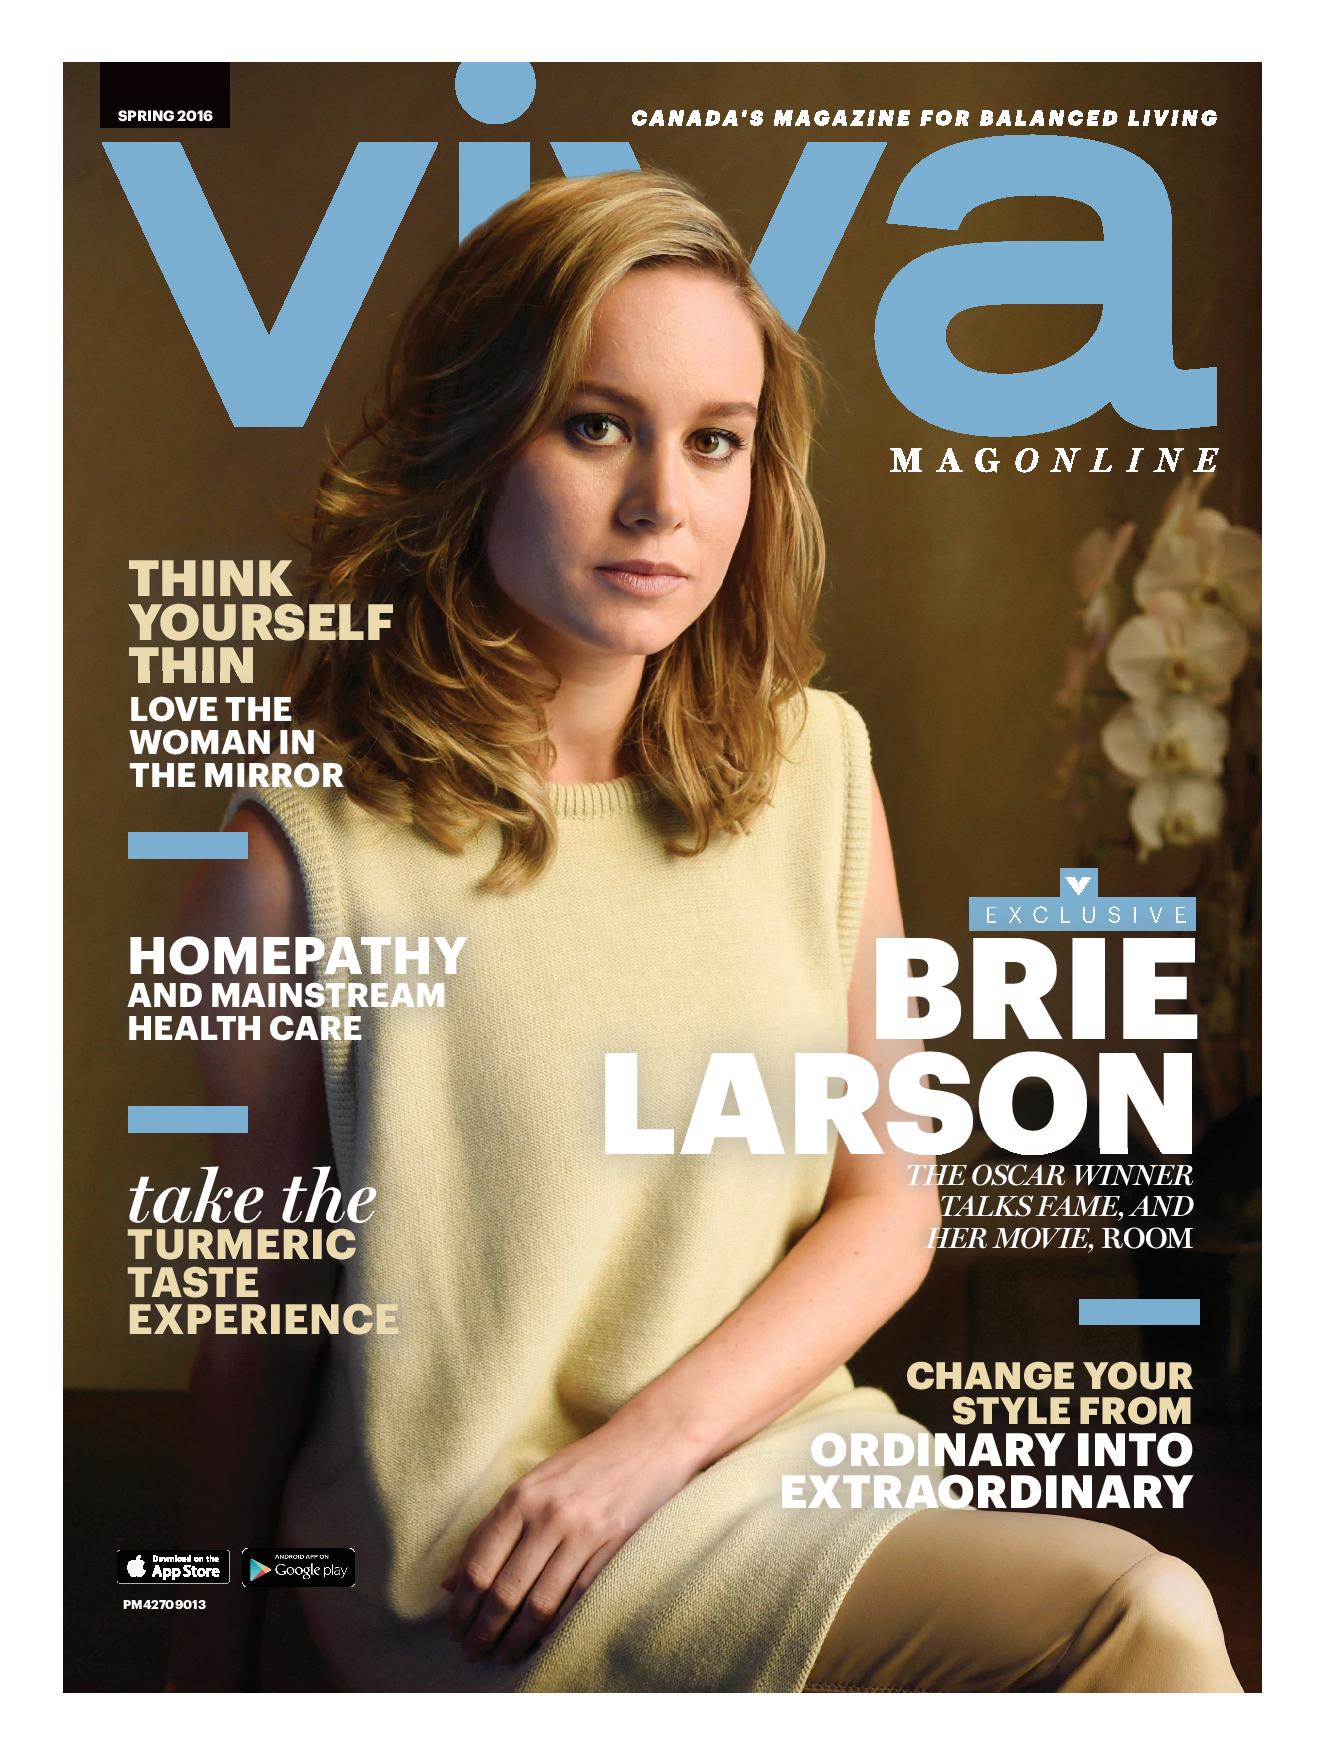 SPRING 2016
CANADA'S MAGAZINE FOR BALANCED LIVING
viva
MAGONLINE
THINK
YOURSELF
THIN
LOVE THE
WOMAN IN
THE MIRROR
HOMEPATHY
AND MAINSTREAM
HEALTH CARE
take the
TURMERIC
TASTE
EXPERIENCE
EXCLUSIVE
BRIE
LARSON
THE OSCAR WINNER
TALKS FAME, AND
HER MOVIE, ROOM
CHANGE YOUR
STYLE FROM
ORDINARY INTO
EXTRAORDINARY
Download on the
App Store
ANDROID APP ON
Google play
PM42709013